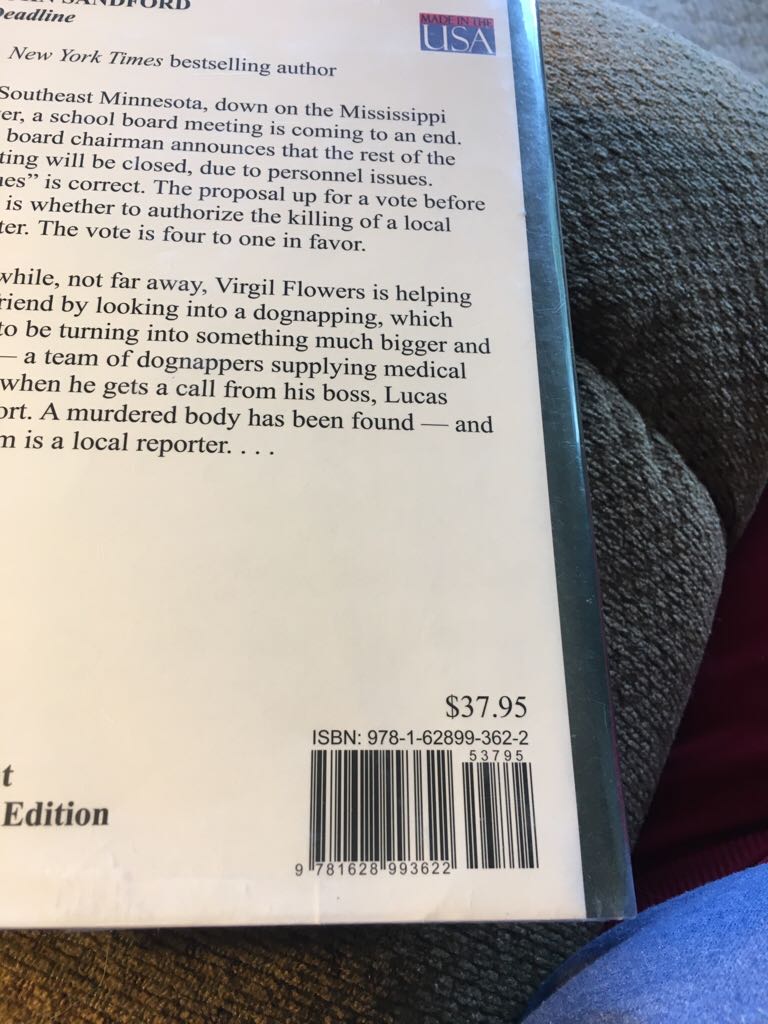 SANDFORD
Deadline
MADE IN THE
USA
New York Times bestselling author
Southeast Minnesota, down on the Mississippi
er, a school board meeting is coming to an end.
board chairman announces that the rest of the
ting will be closed, due to personnel issues.
ues” is correct. The proposal up for a vote before
is whether to authorize the killing of a local
ter. The vote is four to one in favor.
while, not far away, Virgil Flowers is helping
riend by looking into a dognapping, which
to be turning into something much bigger and
— a team of dognappers supplying medical
when he gets a call from his boss, Lucas
ort. A murdered body has been found — and
m is a local reporter. . . .
$37.95
ISBN: 978-1-62899-362-2
53795
t
Edition
9 781628 993622